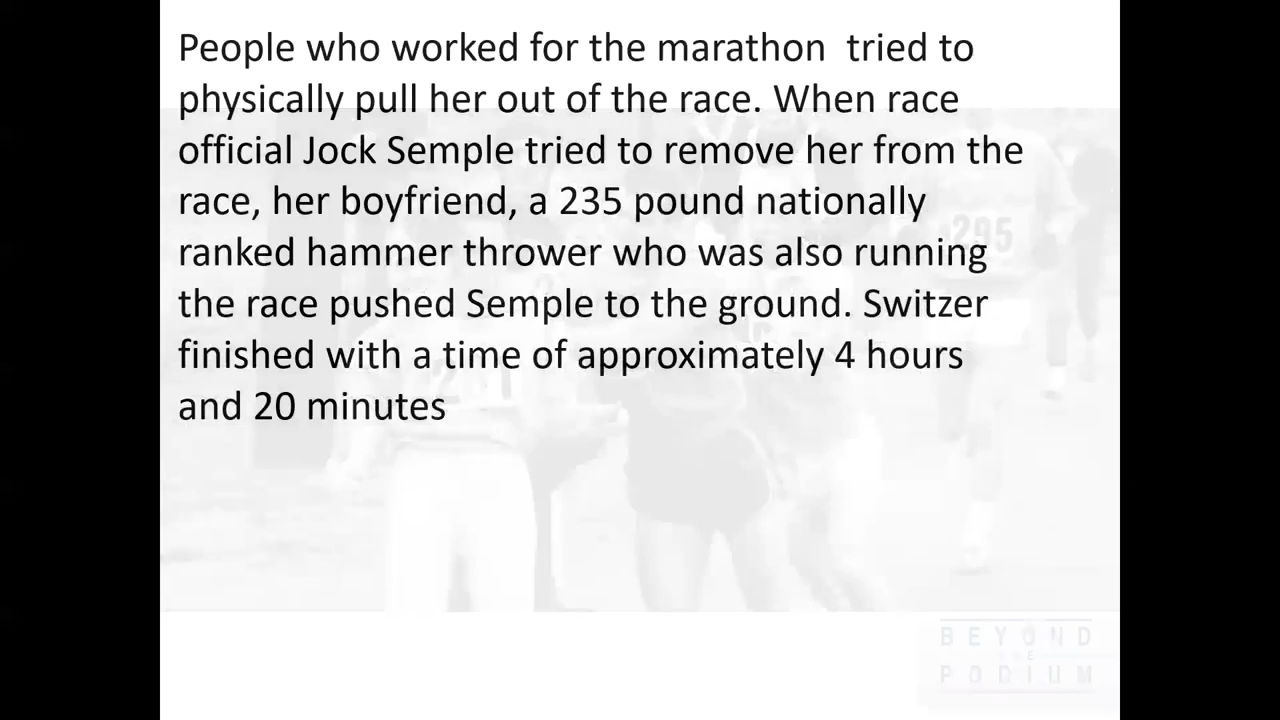 People who worked for the marathon  tried to
physically pull her out of the race. When race
official Jock Semple tried to remove her from the
race, her boyfriend, a 235 pound nationally
ranked hammer thrower who was also running
the race pushed Semple to the ground. Switzer
finished with a time of approximately 4 hours
and 20 minutes
295
BEYOND
THE
PODIUM